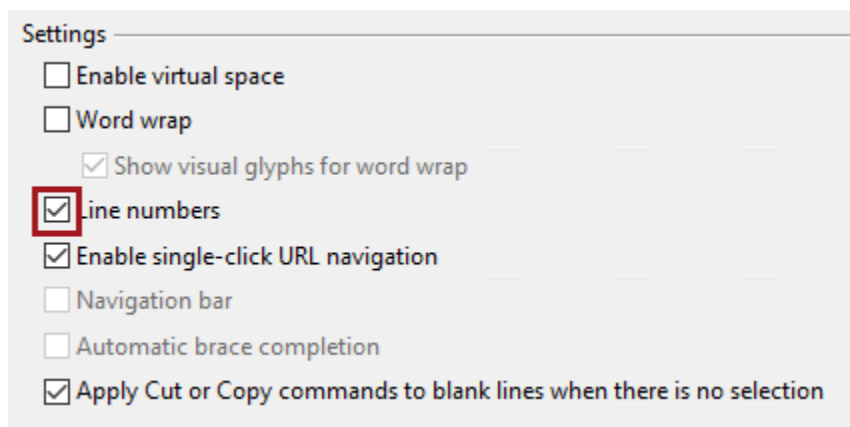 Settings
Enable virtual space
Word wrap
Show visual glyphs for word wrap
Line numbers
Enable single-click URL navigation
Navigation bar
Automatic brace completion
Apply Cut or Copy commands to blank lines when there is no selection